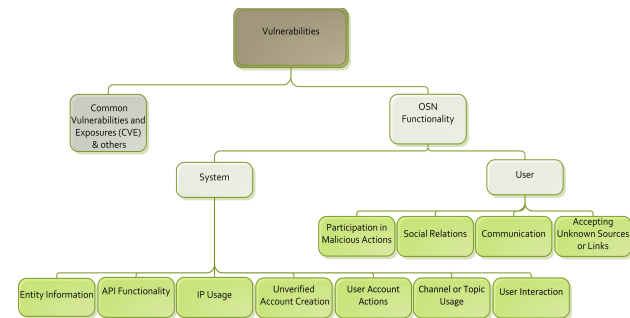 Vulnerabilities
Common
Vulnerabilities and
Exposures (CVE)
& others
OSN
Functionality
System
User
Participation in
Malicious Actions
Social Relations
Communication
Accepting
Unknown Sources
or Links
Entity Information
API Functionality
IP Usage
Unverified
Account Creation
User Account
Actions
Channel or Topic
Usage
User Interaction